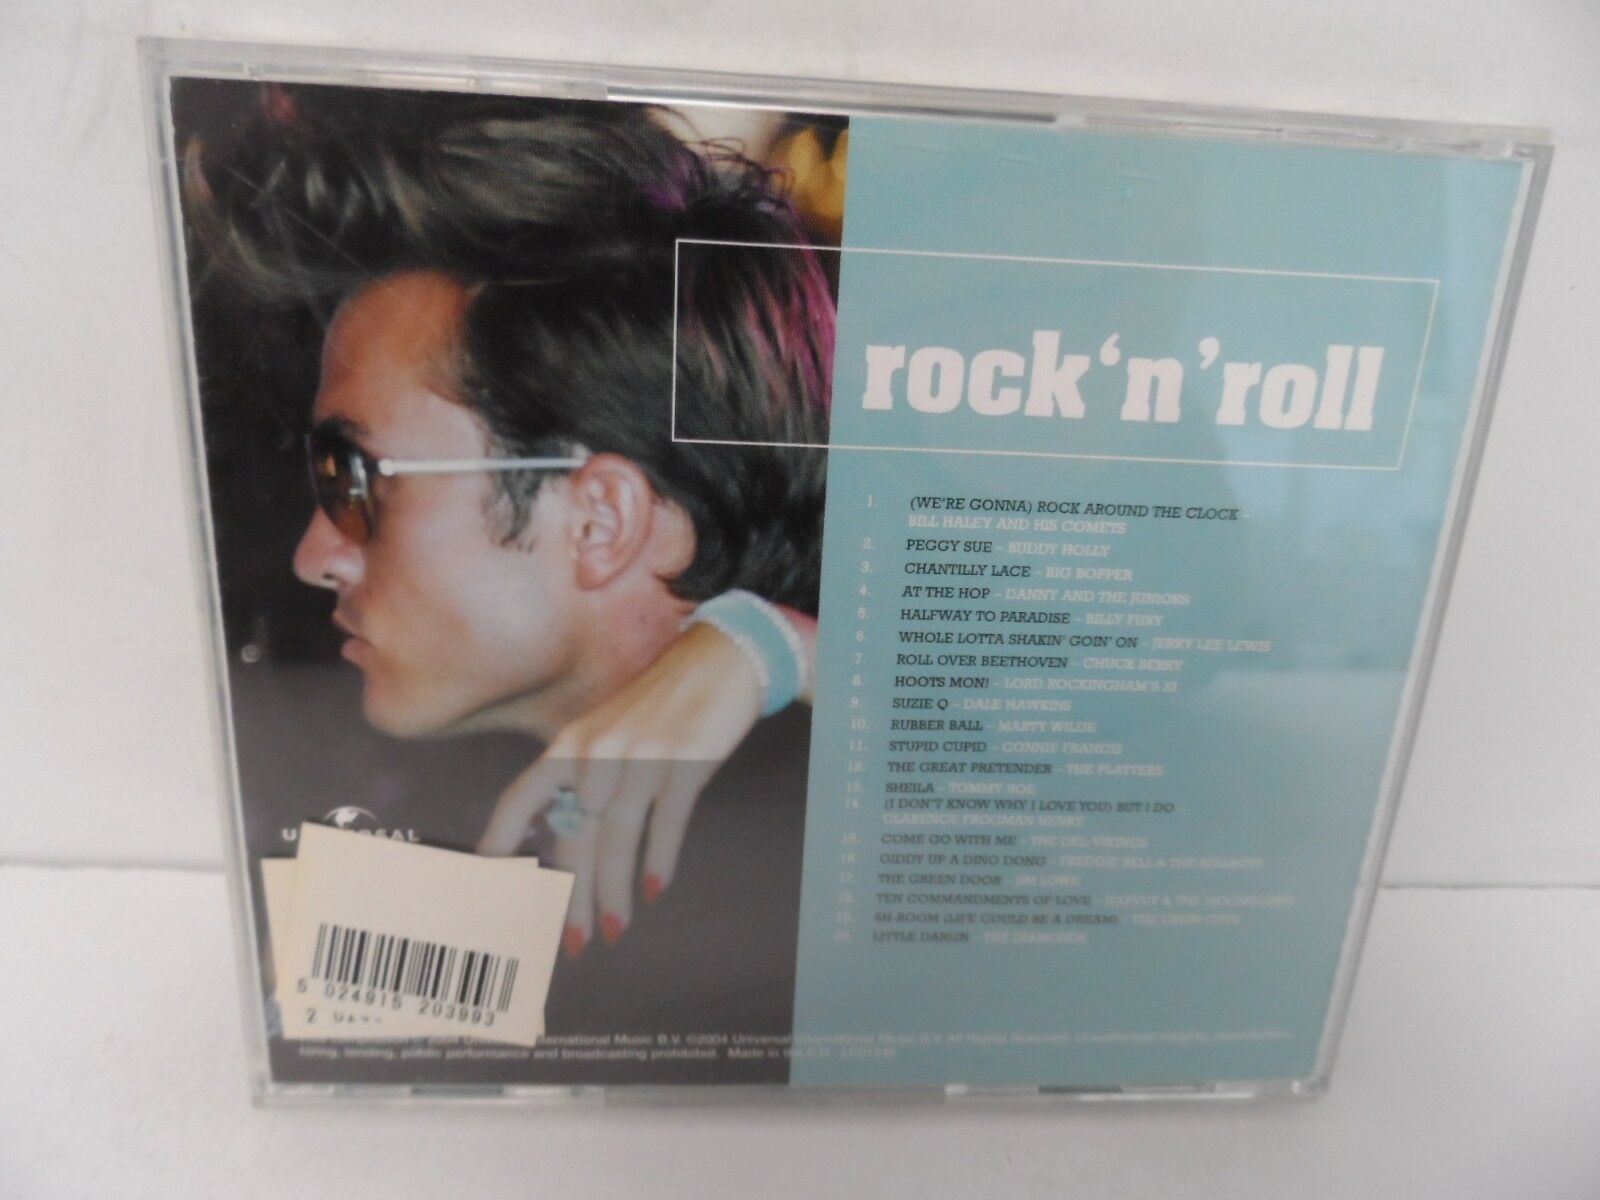 rock‘n’roll
1. (WE'RE GONNA) ROCK AROUND THE CLOCK –
BILL HALEY AND HIS COMETS
2. PEGGY SUE – BUDDY HOLLY
3. CHANTILLY LACE – BIG BOPPER
4. AT THE HOP – DANNY AND THE JUNIORS
5. HALFWAY TO PARADISE – BILLY FURY
6. WHOLE LOTTA SHAKIN' GOIN' ON – JERRY LEE LEWIS
7. ROLL OVER BEETHOVEN – CHUCK BERRY
8. HOOTS MON! – LORD ROCKINGHAM'S XI
9. SUZIE Q – DALE HAWKINS
10. RUBBER BALL – MARTY WILDE
11. STUPID CUPID – CONNIE FRANCIS
12. THE GREAT PRETENDER – THE PLATTERS
13. SHEILA – TOMMY ROE
14. (I DON'T KNOW WHY I LOVE YOU) BUT I DO –
CLARENCE FROGMAN HENRY
15. COME GO WITH ME – THE DEL VIKINGS
16. GIDDY UP A DING DONG – FREDDIE BELL & THE BELLBOYS
17. THE GREEN DOOR – JIM LOWE
18. TEN COMMANDMENTS OF LOVE – HARVEY & THE MOONGLOWS
19. SH-BOOM (LIFE COULD BE A DREAM) – THE CREW CUTS
20. LITTLE DARLIN – THE DIAMONDS
5 024915 203993
2
International Music B.V. ©2004 Universal International Music B.V. All Rights Reserved. Unauthorised copying, reproduction,
hiring, lending, public performance and broadcasting prohibited. Made in the E.U.